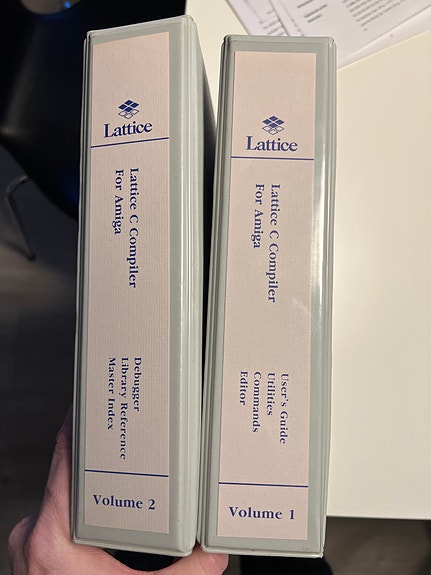 Lattice
Lattice C Compiler
For Amiga
Debugger
Library Reference
Master Index
Volume 2
Lattice
Lattice C Compiler
For Amiga
User's Guide
Utilities
Commands
Editor
Volume 1